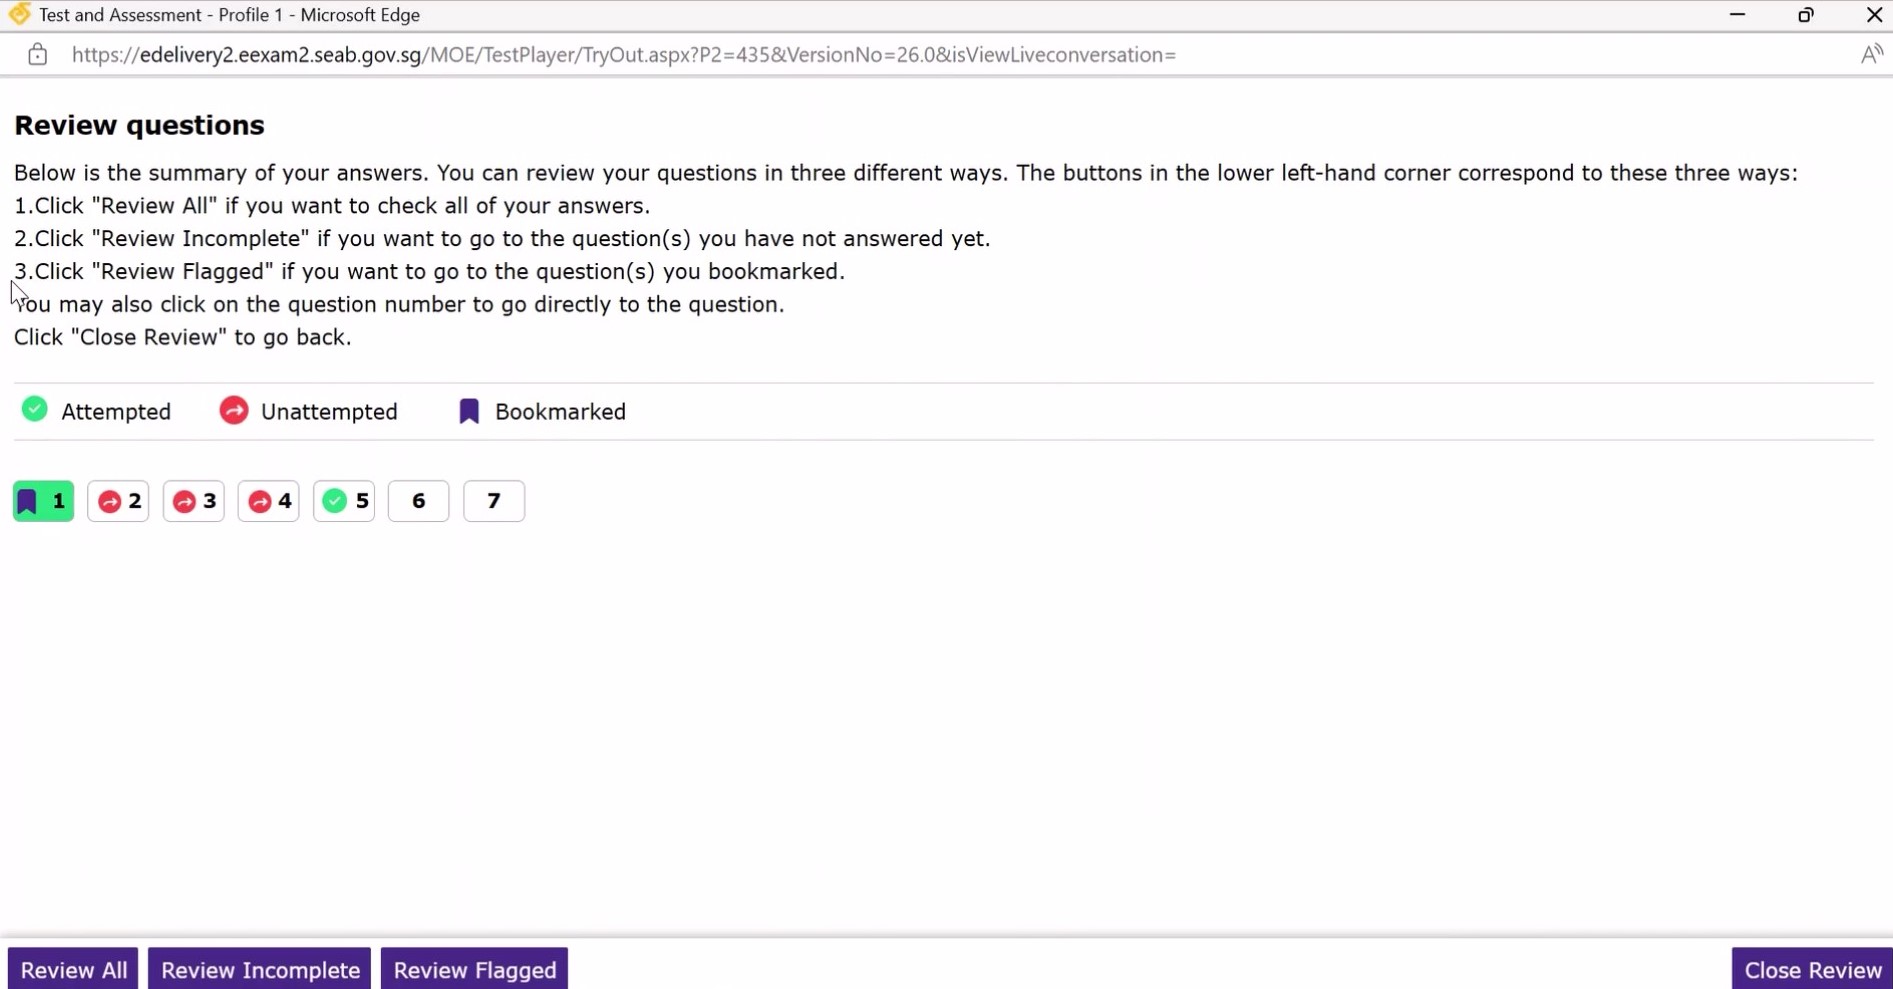 Test and Assessment - Profile 1 - Microsoft Edge
https://edelivery2.eexam2.seab.gov.sg/MOE/TestPlayer/TryOut.aspx?P2=435&VersionNo=26.0&isViewLiveconversation=
Review questions
Below is the summary of your answers. You can review your questions in three different ways. The buttons in the lower left-hand corner correspond to these three ways:
1.Click "Review All" if you want to check all of your answers.
2.Click "Review Incomplete" if you want to go to the question(s) you have not answered yet.
3.Click "Review Flagged" if you want to go to the question(s) you bookmarked.
You may also click on the question number to go directly to the question.
Click "Close Review" to go back.
Attempted Unattempted Bookmarked
1 2 3 4 5 6 7
Review All Review Incomplete Review Flagged Close Review